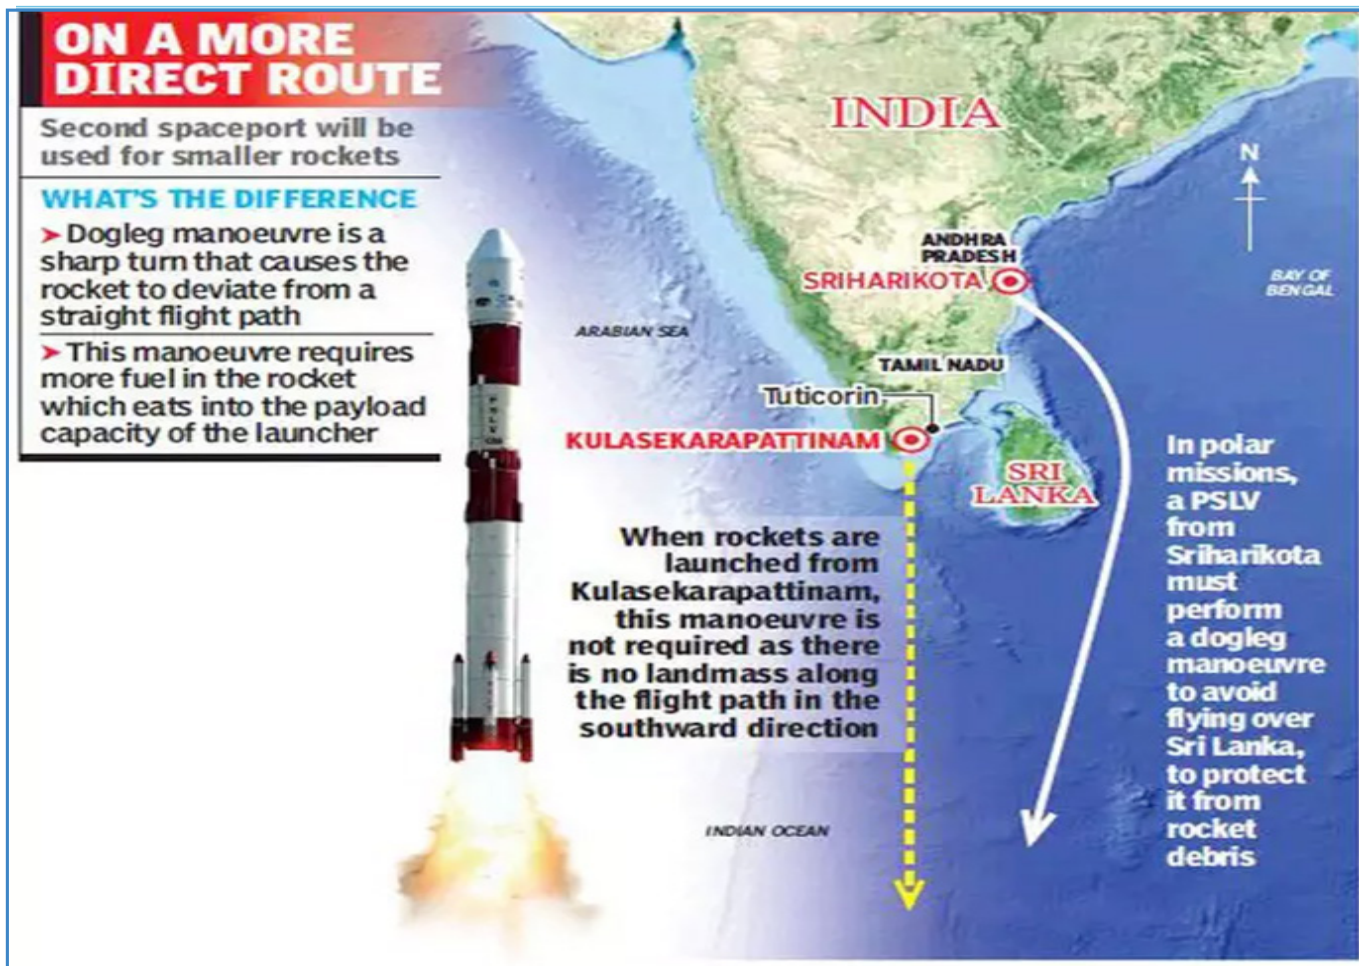 ON A MORE
DIRECT ROUTE
Second spaceport will be
used for smaller rockets
WHAT'S THE DIFFERENCE
➤ Dogleg manoeuvre is a
sharp turn that causes the
rocket to deviate from a
straight flight path
➤ This manoeuvre requires
more fuel in the rocket
which eats into the payload
capacity of the launcher
INDIA
N
ANDHRA
PRADESH
SRIHARIKOTA
BAY OF
BENGAL
ARABIAN SEA
TAMIL NADU
Tuticorin
KULASEKARAPATTINAM
SRI
LANKA
When rockets are
launched from
Kulasekarapattinam,
this manoeuvre is
not required as there
is no landmass along
the flight path in the
southward direction
In polar
missions,
a PSLV
from
Sriharikota
must
perform
a dogleg
manoeuvre
to avoid
flying over
Sri Lanka,
to protect
it from
rocket
debris
INDIAN OCEAN
PSLV